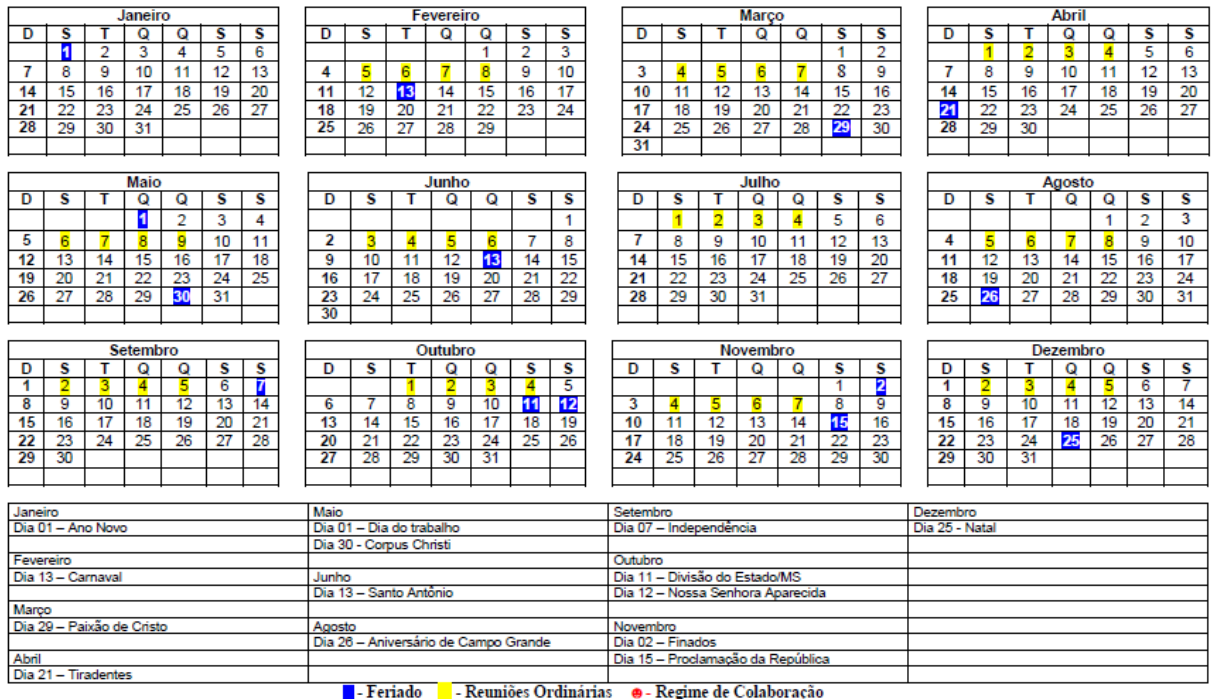 Janeiro Fevereiro Março Abril
D S T Q Q S S D S T Q Q S S D S T Q Q S S D S T Q Q S S
1 2 3 4 5 6 1 2 3 1 2 1 2 3 4 5 6
7 8 9 10 11 12 13 4 5 6 7 8 9 10 3 4 5 6 7 8 9 7 8 9 10 11 12 13
14 15 16 17 18 19 20 11 12 13 14 15 16 17 10 11 12 13 14 15 16 14 15 16 17 18 19 20
21 22 23 24 25 26 27 18 19 20 21 22 23 24 17 18 19 20 21 22 23 21 22 23 24 25 26 27
28 29 30 31 25 26 27 28 29 24 25 26 27 28 29 30 28 29 30
31
Maio Junho Julho Agosto
D S T Q Q S S D S T Q Q S S D S T Q Q S S D S T Q Q S S
1 2 3 4 1 1 2 3 4 5 6 1 2 3
5 6 7 8 9 10 11 2 3 4 5 6 7 8 7 8 9 10 11 12 13 4 5 6 7 8 9 10
12 13 14 15 16 17 18 9 10 11 12 13 14 15 14 15 16 17 18 19 20 11 12 13 14 15 16 17
19 20 21 22 23 24 25 16 17 18 19 20 21 22 21 22 23 24 25 26 27 18 19 20 21 22 23 24
26 27 28 29 30 31 23 24 25 26 27 28 29 28 29 30 31 25 26 27 28 29 30 31
30
Setembro Outubro Novembro Dezembro
D S T Q Q S S D S T Q Q S S D S T Q Q S S D S T Q Q S S
1 2 3 4 5 6 7 1 2 3 4 5 1 2 1 2 3 4 5 6 7
8 9 10 11 12 13 14 6 7 8 9 10 11 12 3 4 5 6 7 8 9 8 9 10 11 12 13 14
15 16 17 18 19 20 21 13 14 15 16 17 18 19 10 11 12 13 14 15 16 15 16 17 18 19 20 21
22 23 24 25 26 27 28 20 21 22 23 24 25 26 17 18 19 20 21 22 23 22 23 24 25 26 27 28
29 30 27 28 29 30 31 24 25 26 27 28 29 30 29 30 31
Janeiro Maio Setembro Dezembro
Dia 01 – Ano Novo Dia 01 – Dia do trabalho Dia 07 – Independência Dia 25 - Natal
Dia 30 - Corpus Christi
Fevereiro Outubro
Dia 13 – Carnaval Junho Dia 11 – Divisão do Estado/MS
Dia 13 – Santo Antônio Dia 12 – Nossa Senhora Aparecida
Março
Dia 29 – Paixão de Cristo Agosto Novembro
Dia 26 – Aniversário de Campo Grande Dia 02 – Finados
Abril Dia 15 – Proclamação da República
Dia 21 – Tiradentes
- Feriado - Reuniões Ordinárias - Regime de Colaboração